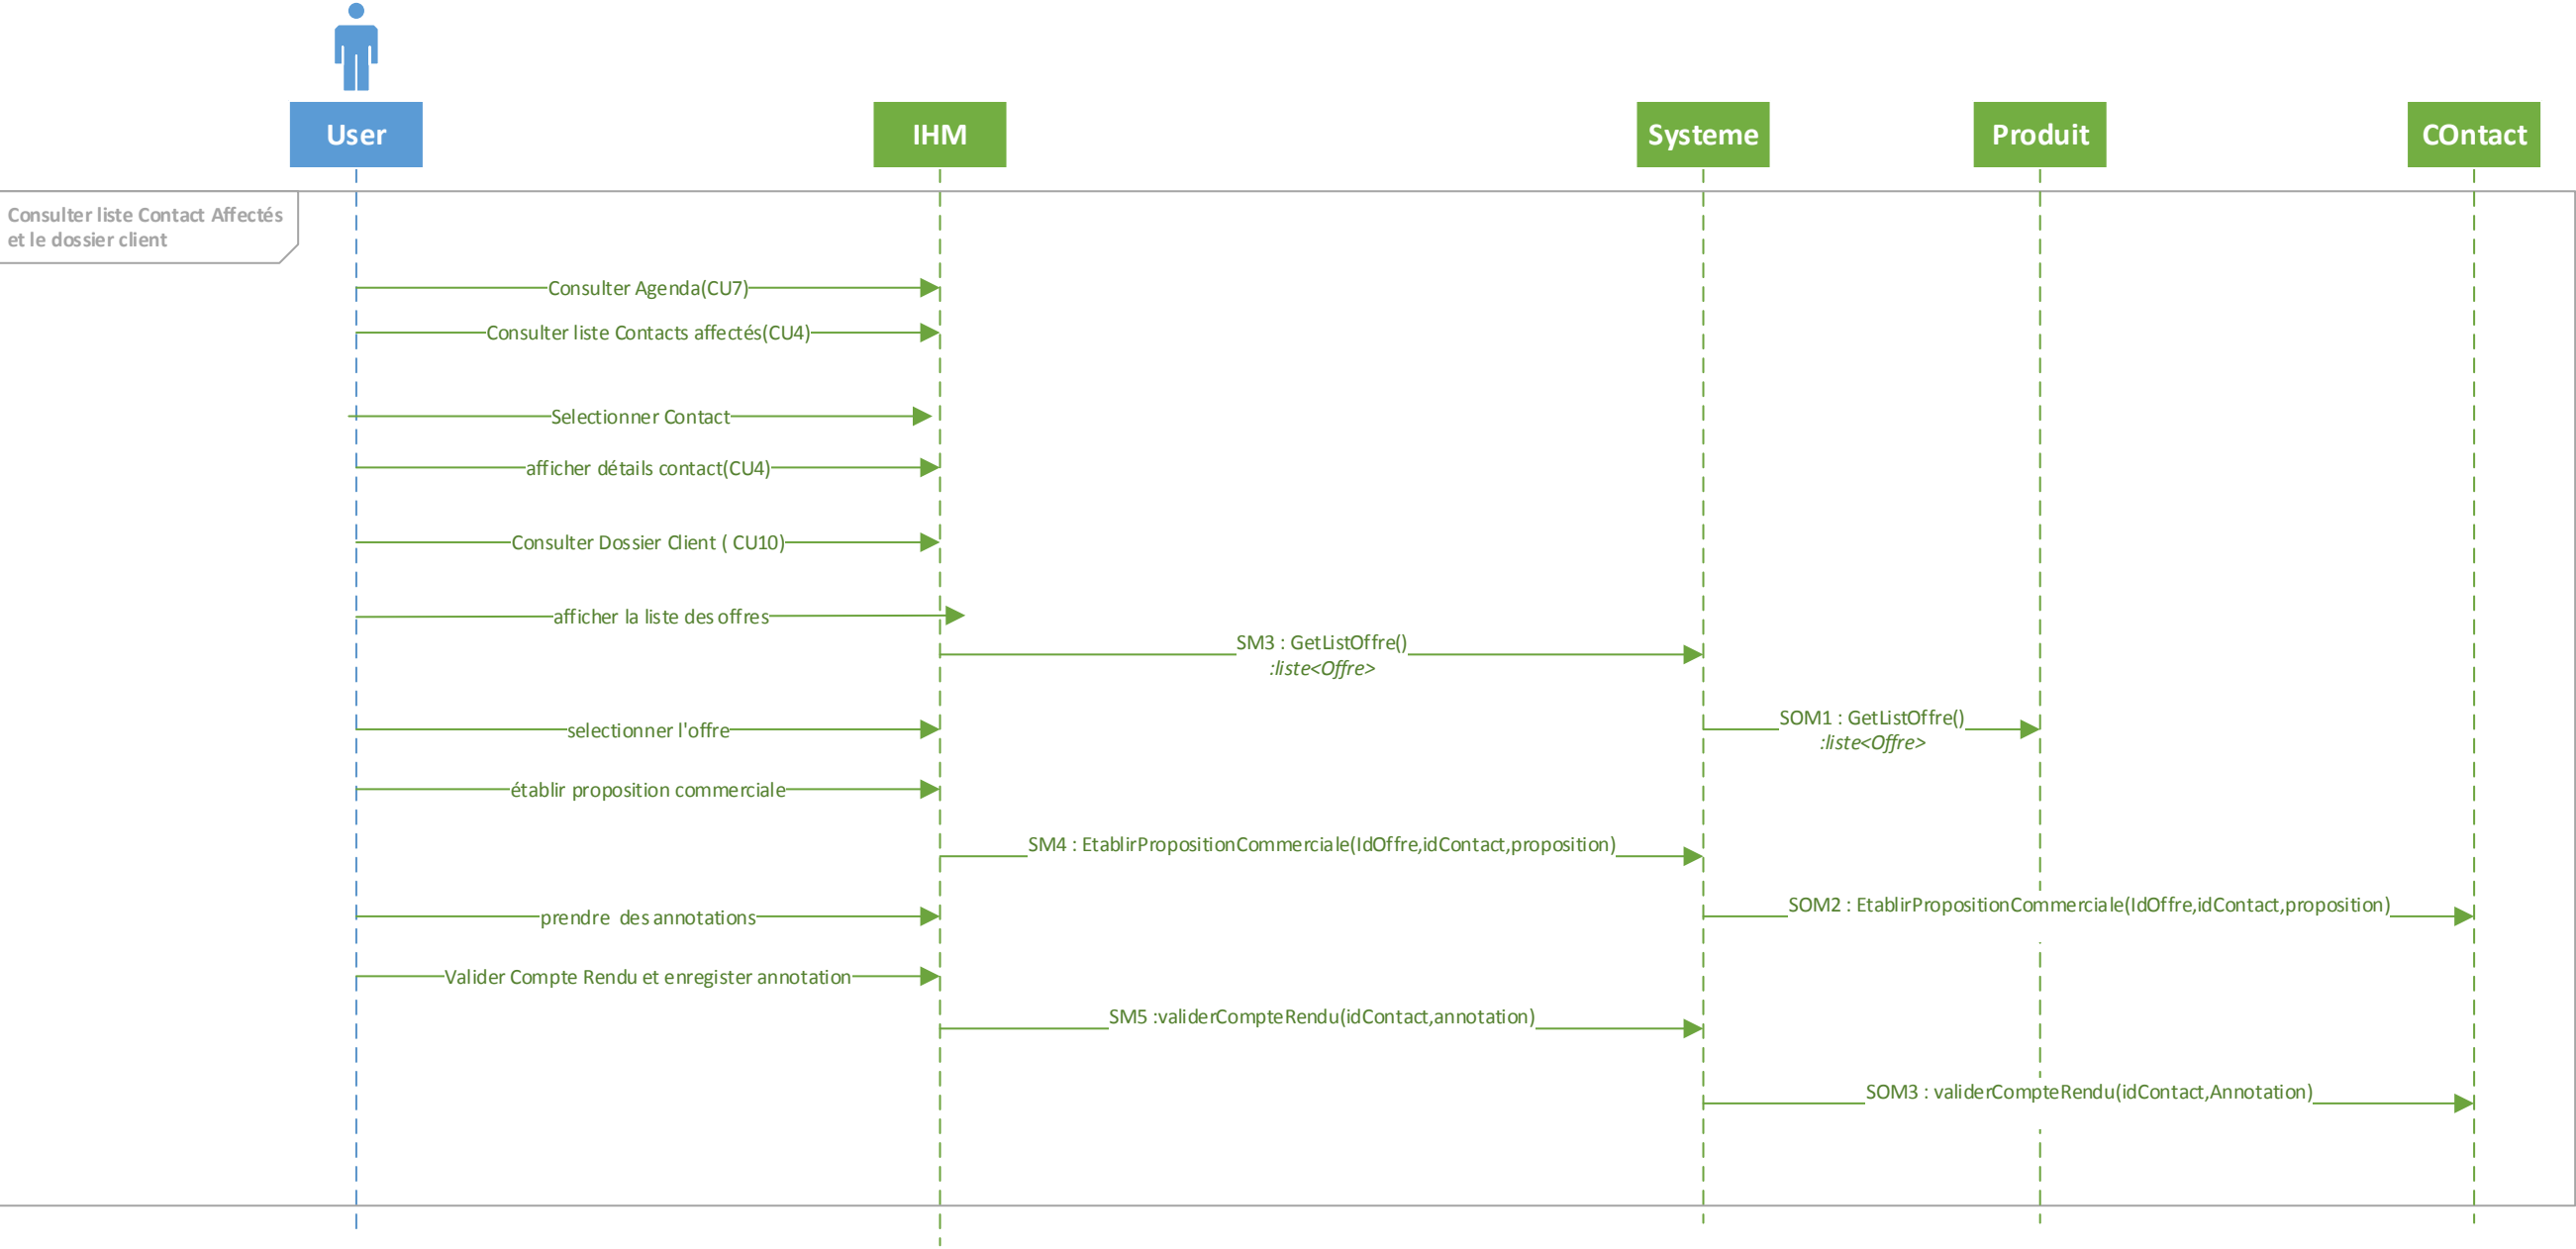 User
IHM
Systeme
Produit
COntact
Consulter liste Contact Affectés
et le dossier client
Consulter Agenda(CU7)
Consulter liste Contacts affectés(CU4)
Selectionner Contact
afficher détails contact(CU4)
Consulter Dossier Client ( CU10)
afficher la liste des offres
SM3 : GetListOffre()
:liste<Offre>
selectionner l'offre
SOM1 : GetListOffre()
:liste<Offre>
établir proposition commerciale
SM4 : EtablirPropositionCommerciale(IdOffre,idContact,proposition)
prendre  des annotations
SOM2 : EtablirPropositionCommerciale(IdOffre,idContact,proposition)
Valider Compte Rendu et enregister annotation
SM5 :validerCompteRendu(idContact,annotation)
SOM3 : validerCompteRendu(idContact,Annotation)